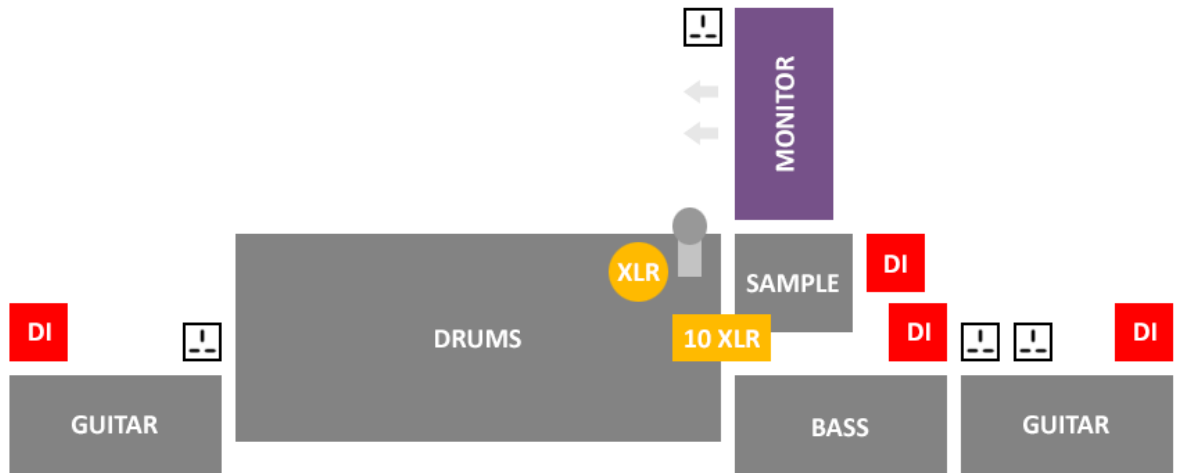 MONITOR
XLR
SAMPLE
DI
DI
DRUMS
10 XLR
DI
DI
GUITAR
BASS
GUITAR